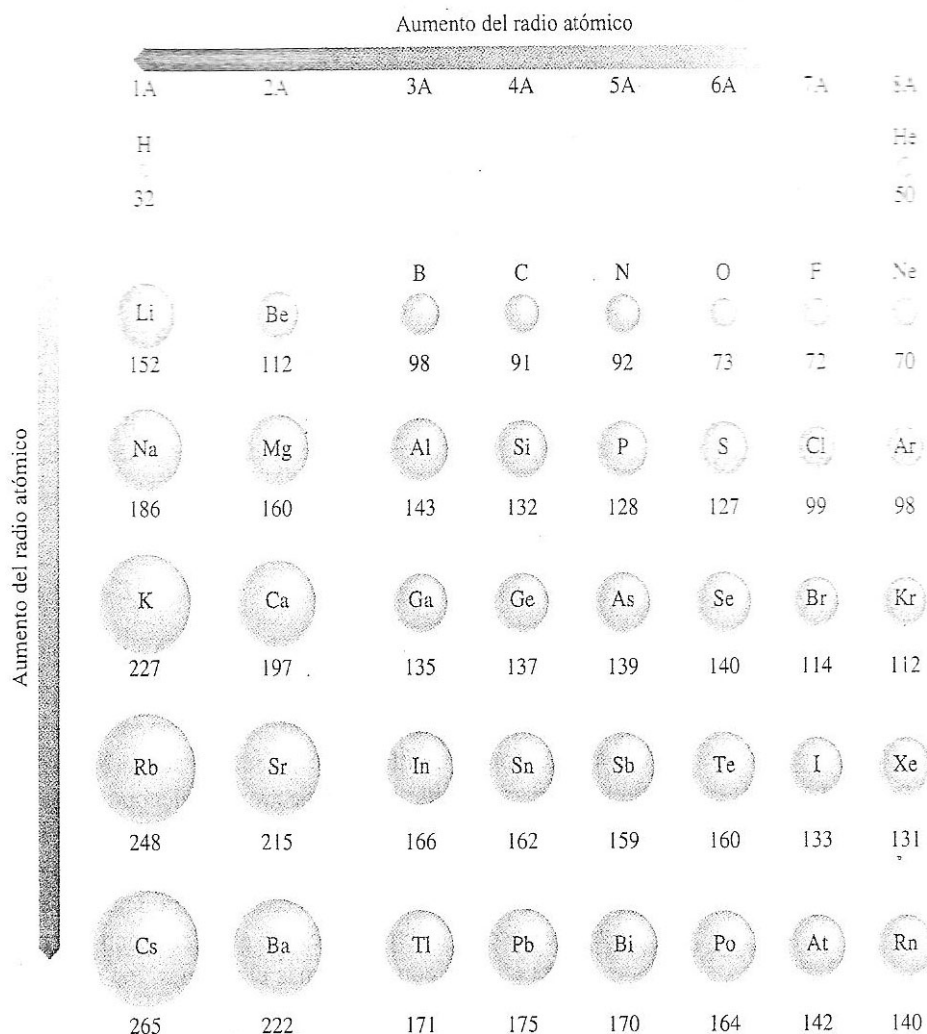 Aumento del radio atómico
1A 2A 3A 4A 5A 6A 7A 8A
H He
32 50
B C N O F Ne
Li Be
152 112 98 91 92 73 72 70
Na Mg Al Si P S Cl Ar
186 160 143 132 128 127 99 98
K Ca Ga Ge As Se Br Kr
227 197 135 137 139 140 114 112
Rb Sr In Sn Sb Te I Xe
248 215 166 162 159 160 133 131
Cs Ba Tl Pb Bi Po At Rn
265 222 171 175 170 164 142 140
Aumento del radio atómico